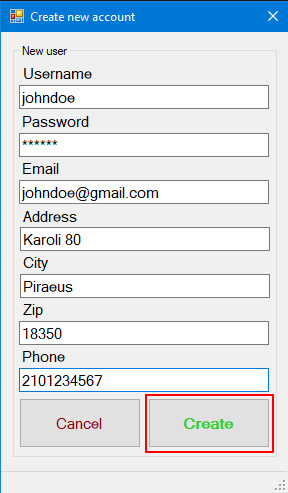 Create new account
New user
Username
johndoe
Password
******
Email
johndoe@gmail.com
Address
Karoli 80
City
Piraeus
Zip
18350
Phone
2101234567
Cancel
Create